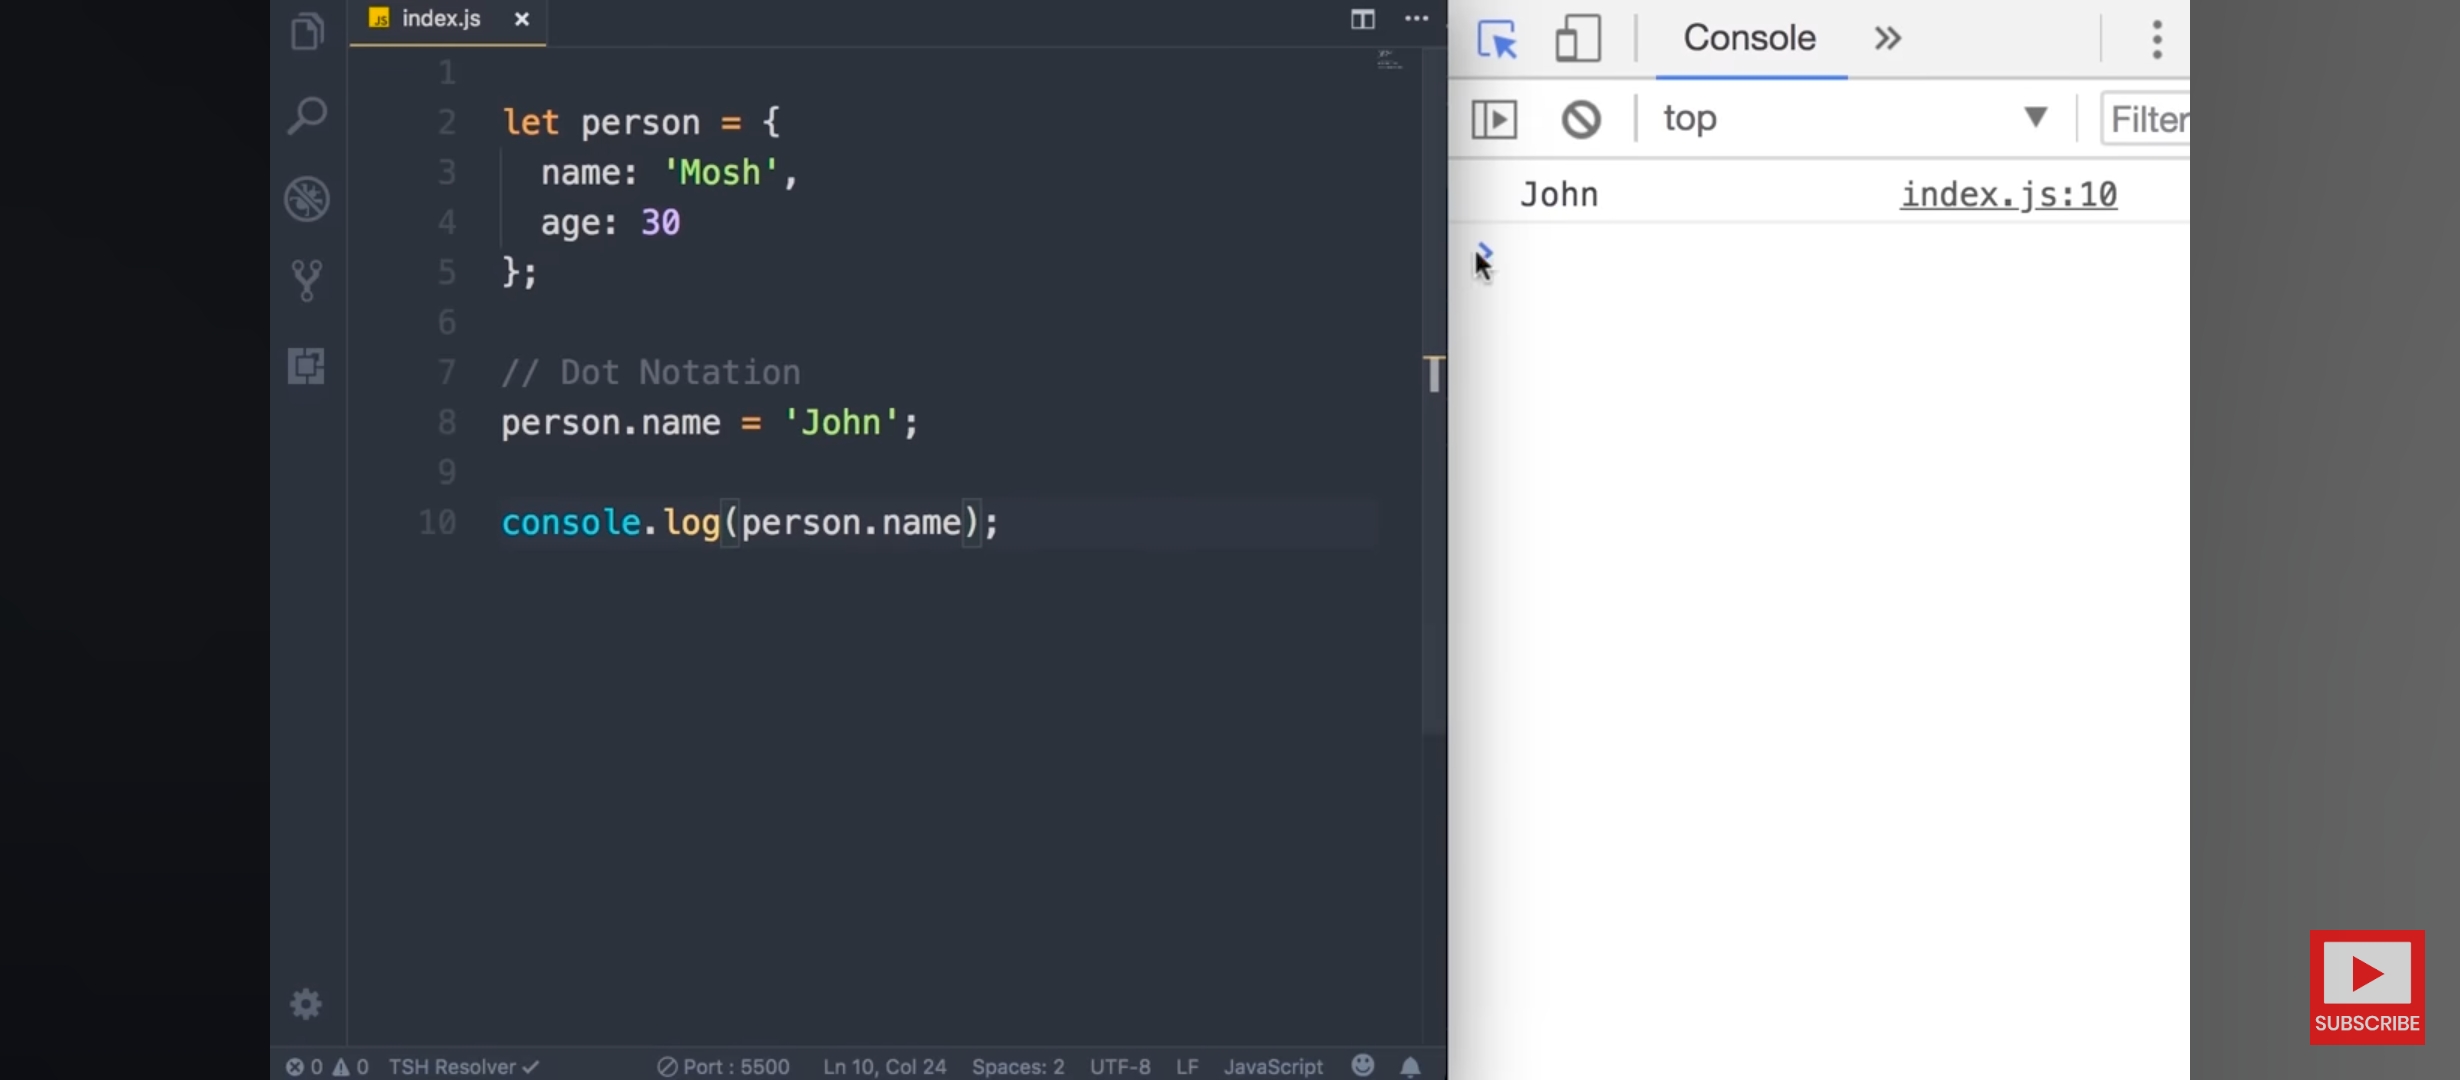 index.js
1
2 let person = {
3 name: 'Mosh',
4 age: 30
5 };
6
7 // Dot Notation
8 person.name = 'John';
9
10 console.log(person.name);
0 0 TSH Resolver Port : 5500 Ln 10, Col 24 Spaces: 2 UTF-8 LF JavaScript
Console
top Filter
John index.js:10
SUBSCRIBE